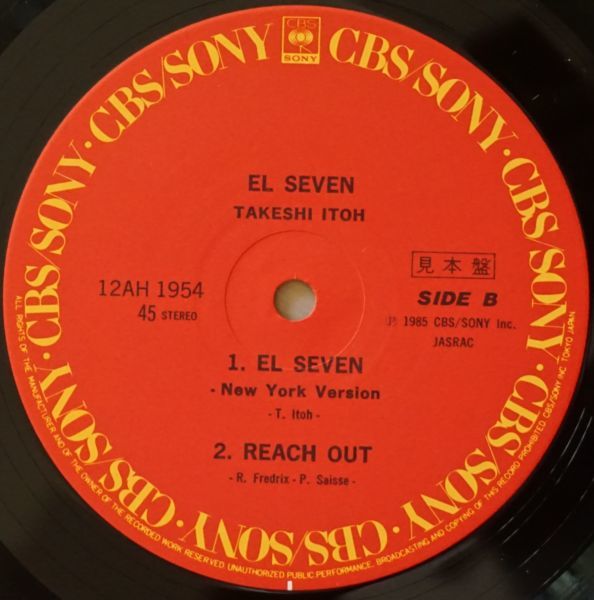 CBS
SONY
CBS/SONY · CBS/SONY · CBS/SONY · CBS/SONY · CBS/SONY · CBS/SONY · CBS/SONY · CBS/SONY
EL SEVEN
TAKESHI ITOH
12AH 1954
45 STEREO
見本盤
SIDE B
Ⓟ 1985 CBS/SONY Inc.
JASRAC
1. EL SEVEN
- New York Version
- T. Itoh -
2. REACH OUT
- R. Fredrix - P. Saisse -
ALL RIGHTS OF THE MANUFACTURER AND OF THE OWNER OF THE RECORDED WORK RESERVED UNAUTHORIZED PUBLIC PERFORMANCE, BROADCASTING AND COPYING OF THIS RECORD PROHIBITED CBS/SONY INC TOKYO JAPAN